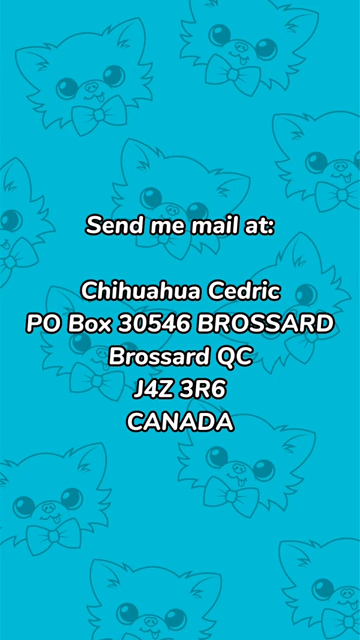 Send me mail at:
Chihuahua Cedric
PO Box 30546 BROSSARD
Brossard QC
J4Z 3R6
CANADA